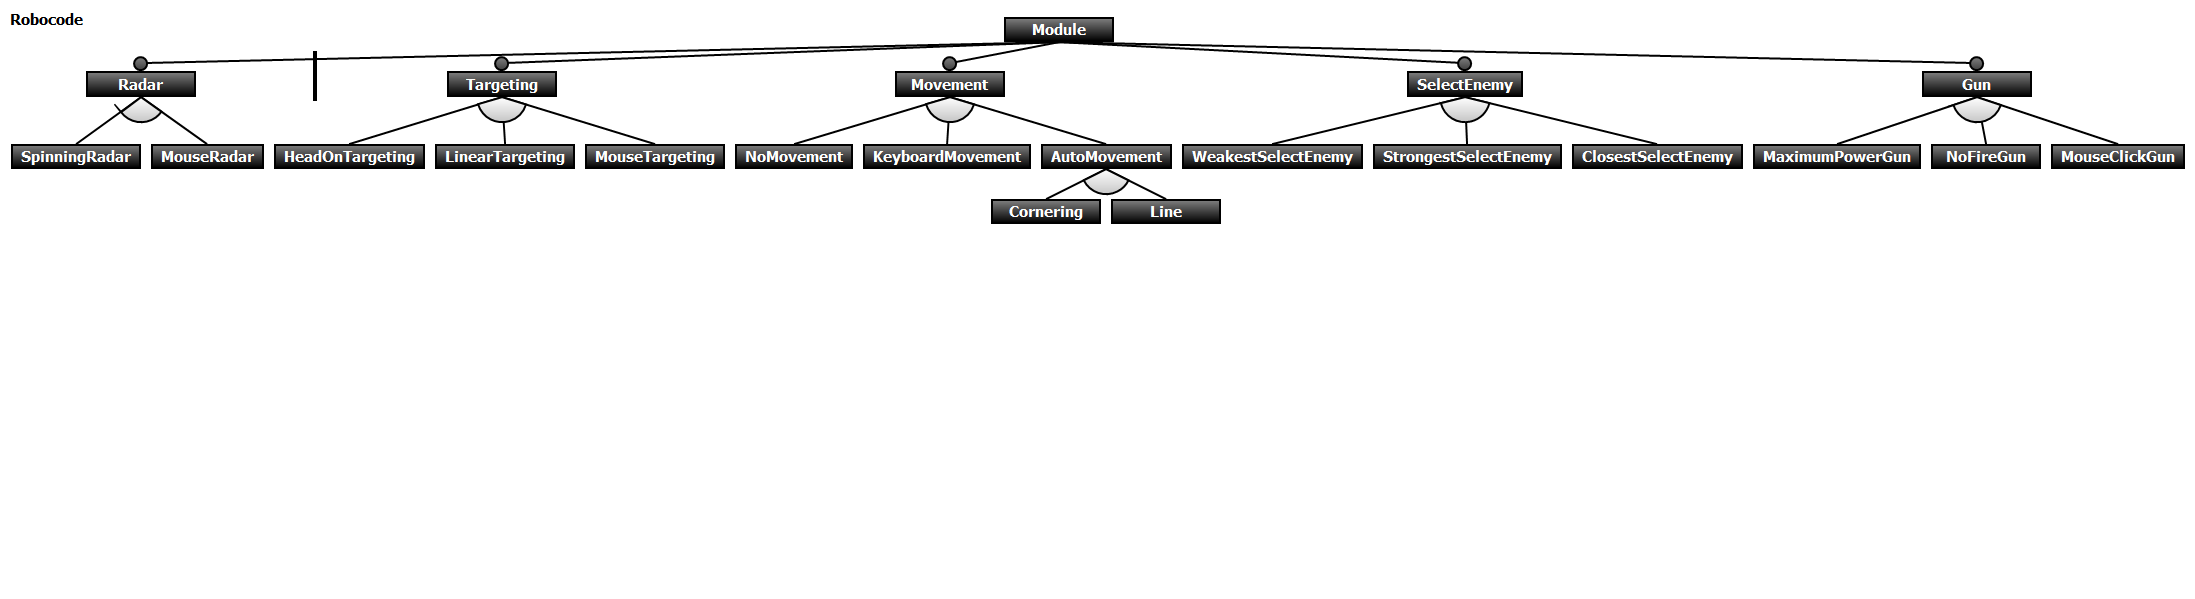 Robocode
Module
Radar Targeting Movement SelectEnemy Gun
SpinningRadar MouseRadar HeadOnTargeting LinearTargeting MouseTargeting NoMovement KeyboardMovement AutoMovement WeakestSelectEnemy StrongestSelectEnemy ClosestSelectEnemy MaximumPowerGun NoFireGun MouseClickGun
Cornering Line